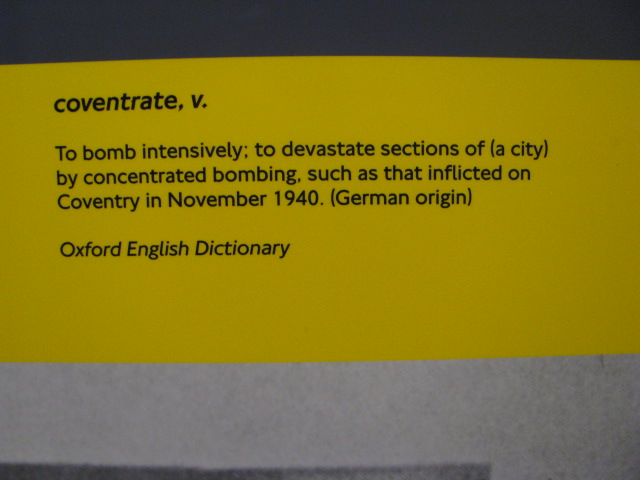 coventrate, v.
To bomb intensively; to devastate sections of (a city)
by concentrated bombing, such as that inflicted on
Coventry in November 1940. (German origin)
Oxford English Dictionary